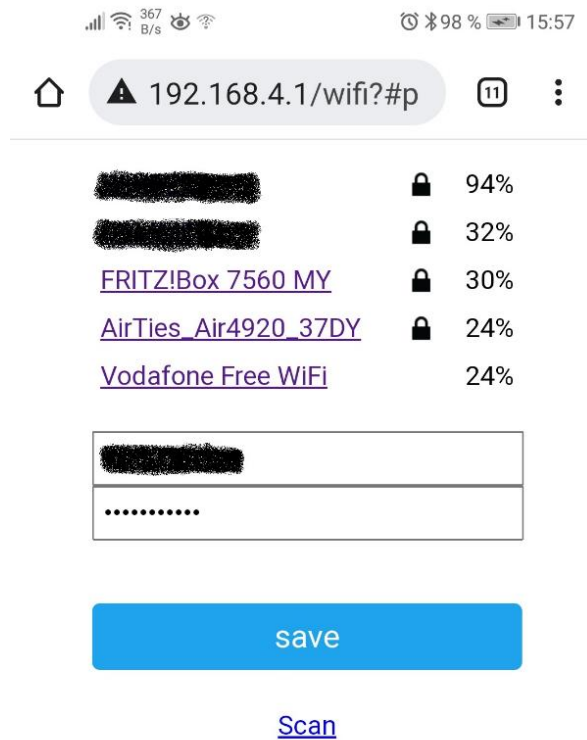 367 B/s 98 % 15:57
192.168.4.1/wifi?#p 11
94%
32%
FRITZ!Box 7560 MY 30%
AirTies_Air4920_37DY 24%
Vodafone Free WiFi 24%
•••••••••••
save
Scan